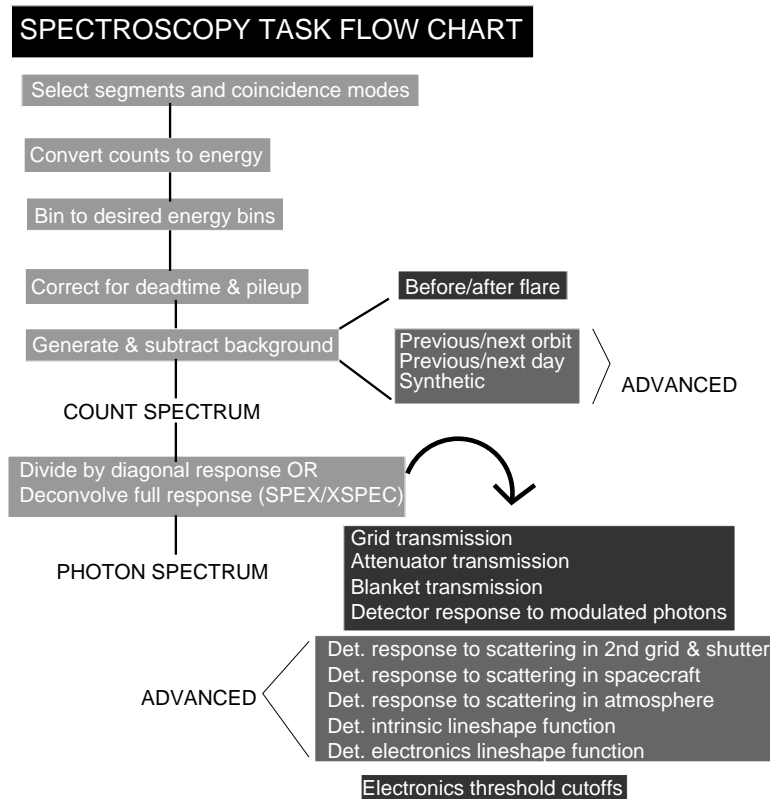 SPECTROSCOPY TASK FLOW CHART
Select segments and coincidence modes
Convert counts to energy
Bin to desired energy bins
Correct for deadtime & pileup
Before/after flare
Generate & subtract background
Previous/next orbit
Previous/next day
Synthetic
ADVANCED
COUNT SPECTRUM
Divide by diagonal response OR
Deconvolve full response (SPEX/XSPEC)
PHOTON SPECTRUM
Grid transmission
Attenuator transmission
Blanket transmission
Detector response to modulated photons
ADVANCED
Det. response to scattering in 2nd grid & shutter
Det. response to scattering in spacecraft
Det. response to scattering in atmosphere
Det. intrinsic lineshape function
Det. electronics lineshape function
Electronics threshold cutoffs